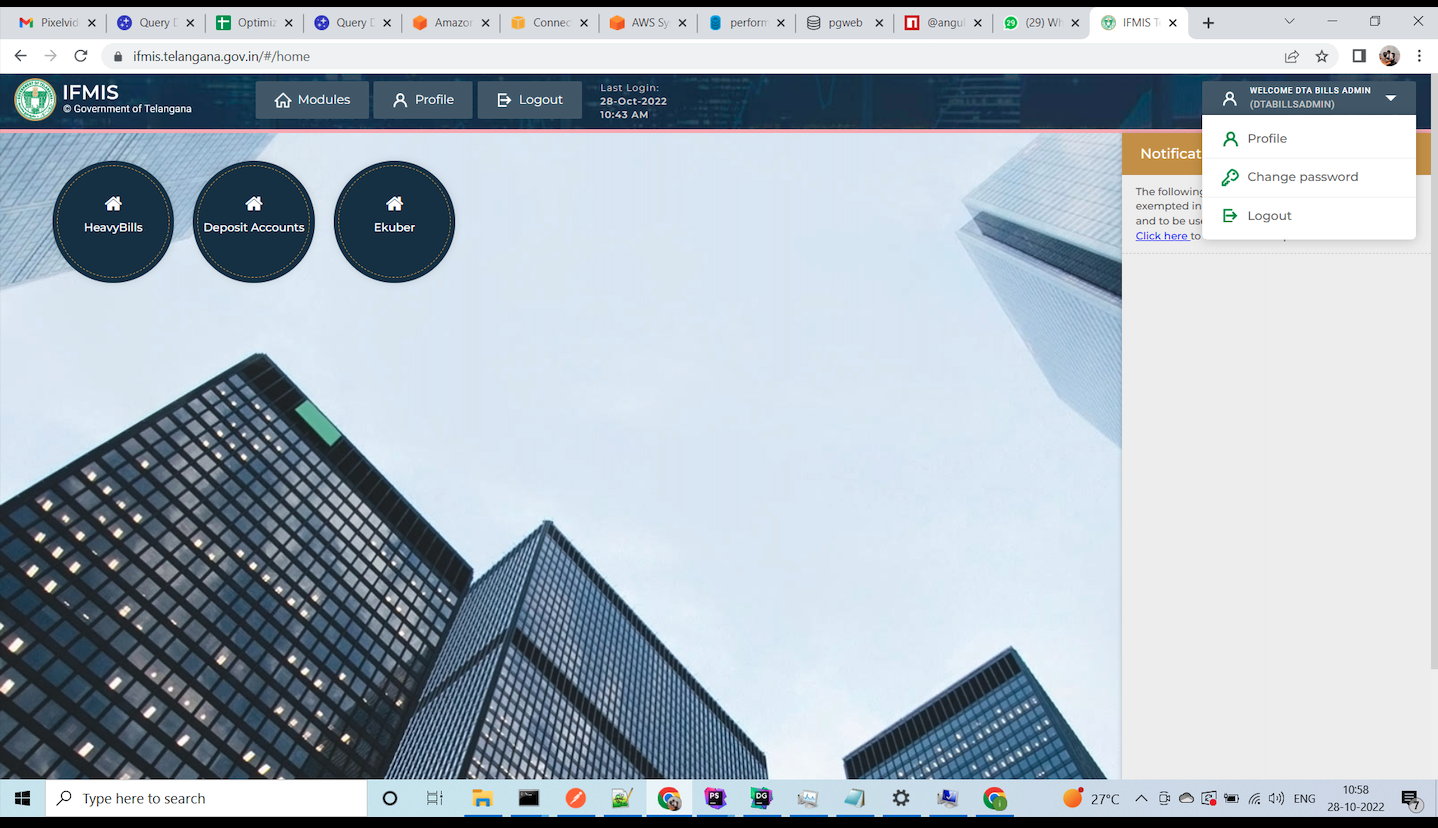 Pixelvid
Query D
Optimiz
Query D
Amazon
Connec
AWS Sy
perform
pgweb
@angul
(29) Wh
IFMIS T
ifmis.telangana.gov.in/#/home
IFMIS
© Government of Telangana
Modules
Profile
Logout
Last Login:
28-Oct-2022
10:43 AM
WELCOME DTA BILLS ADMIN
(DTABILLSADMIN)
Profile
Change password
Logout
HeavyBills
Deposit Accounts
Ekuber
Notificat
The following
exempted in
and to be use
Click here to
Type here to search
PS
DG
27°C
ENG
10:58
28-10-2022
7